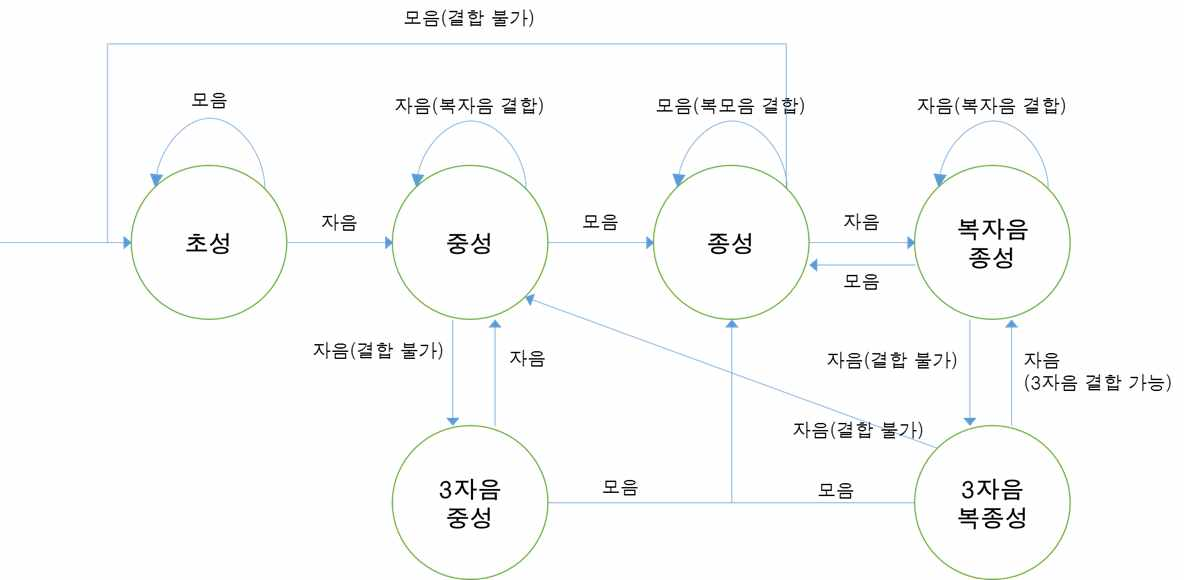 모음(결합 불가)
모음
자음(복자음 결합)
모음(복모음 결합)
자음(복자음 결합)
초성
자음
중성
모음
종성
자음
모음
복자음
종성
자음(결합 불가)
자음
자음(결합 불가)
자음
(3자음 결합 가능)
자음(결합 불가)
3자음
중성
모음
모음
3자음
복종성